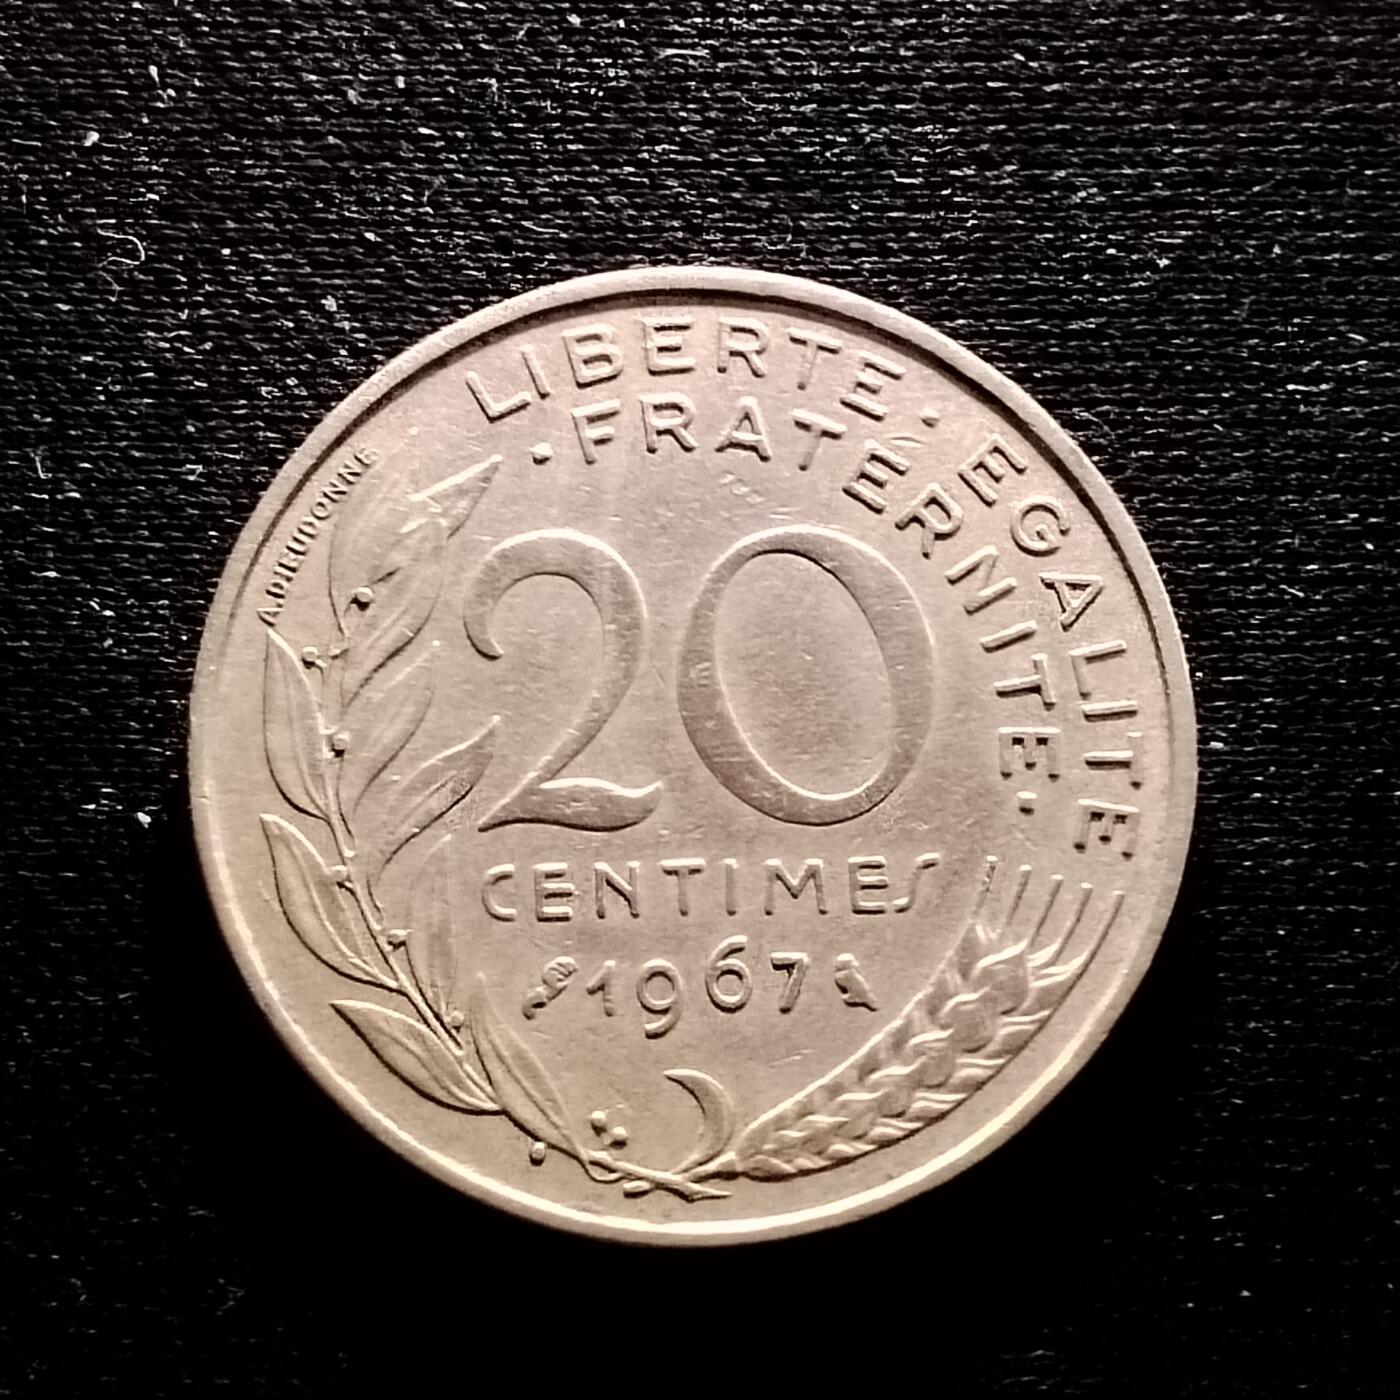 LIBERTE · EGALITE
· FRATERNITE ·
A.DIEUDONNE
20
CENTIMES
1967